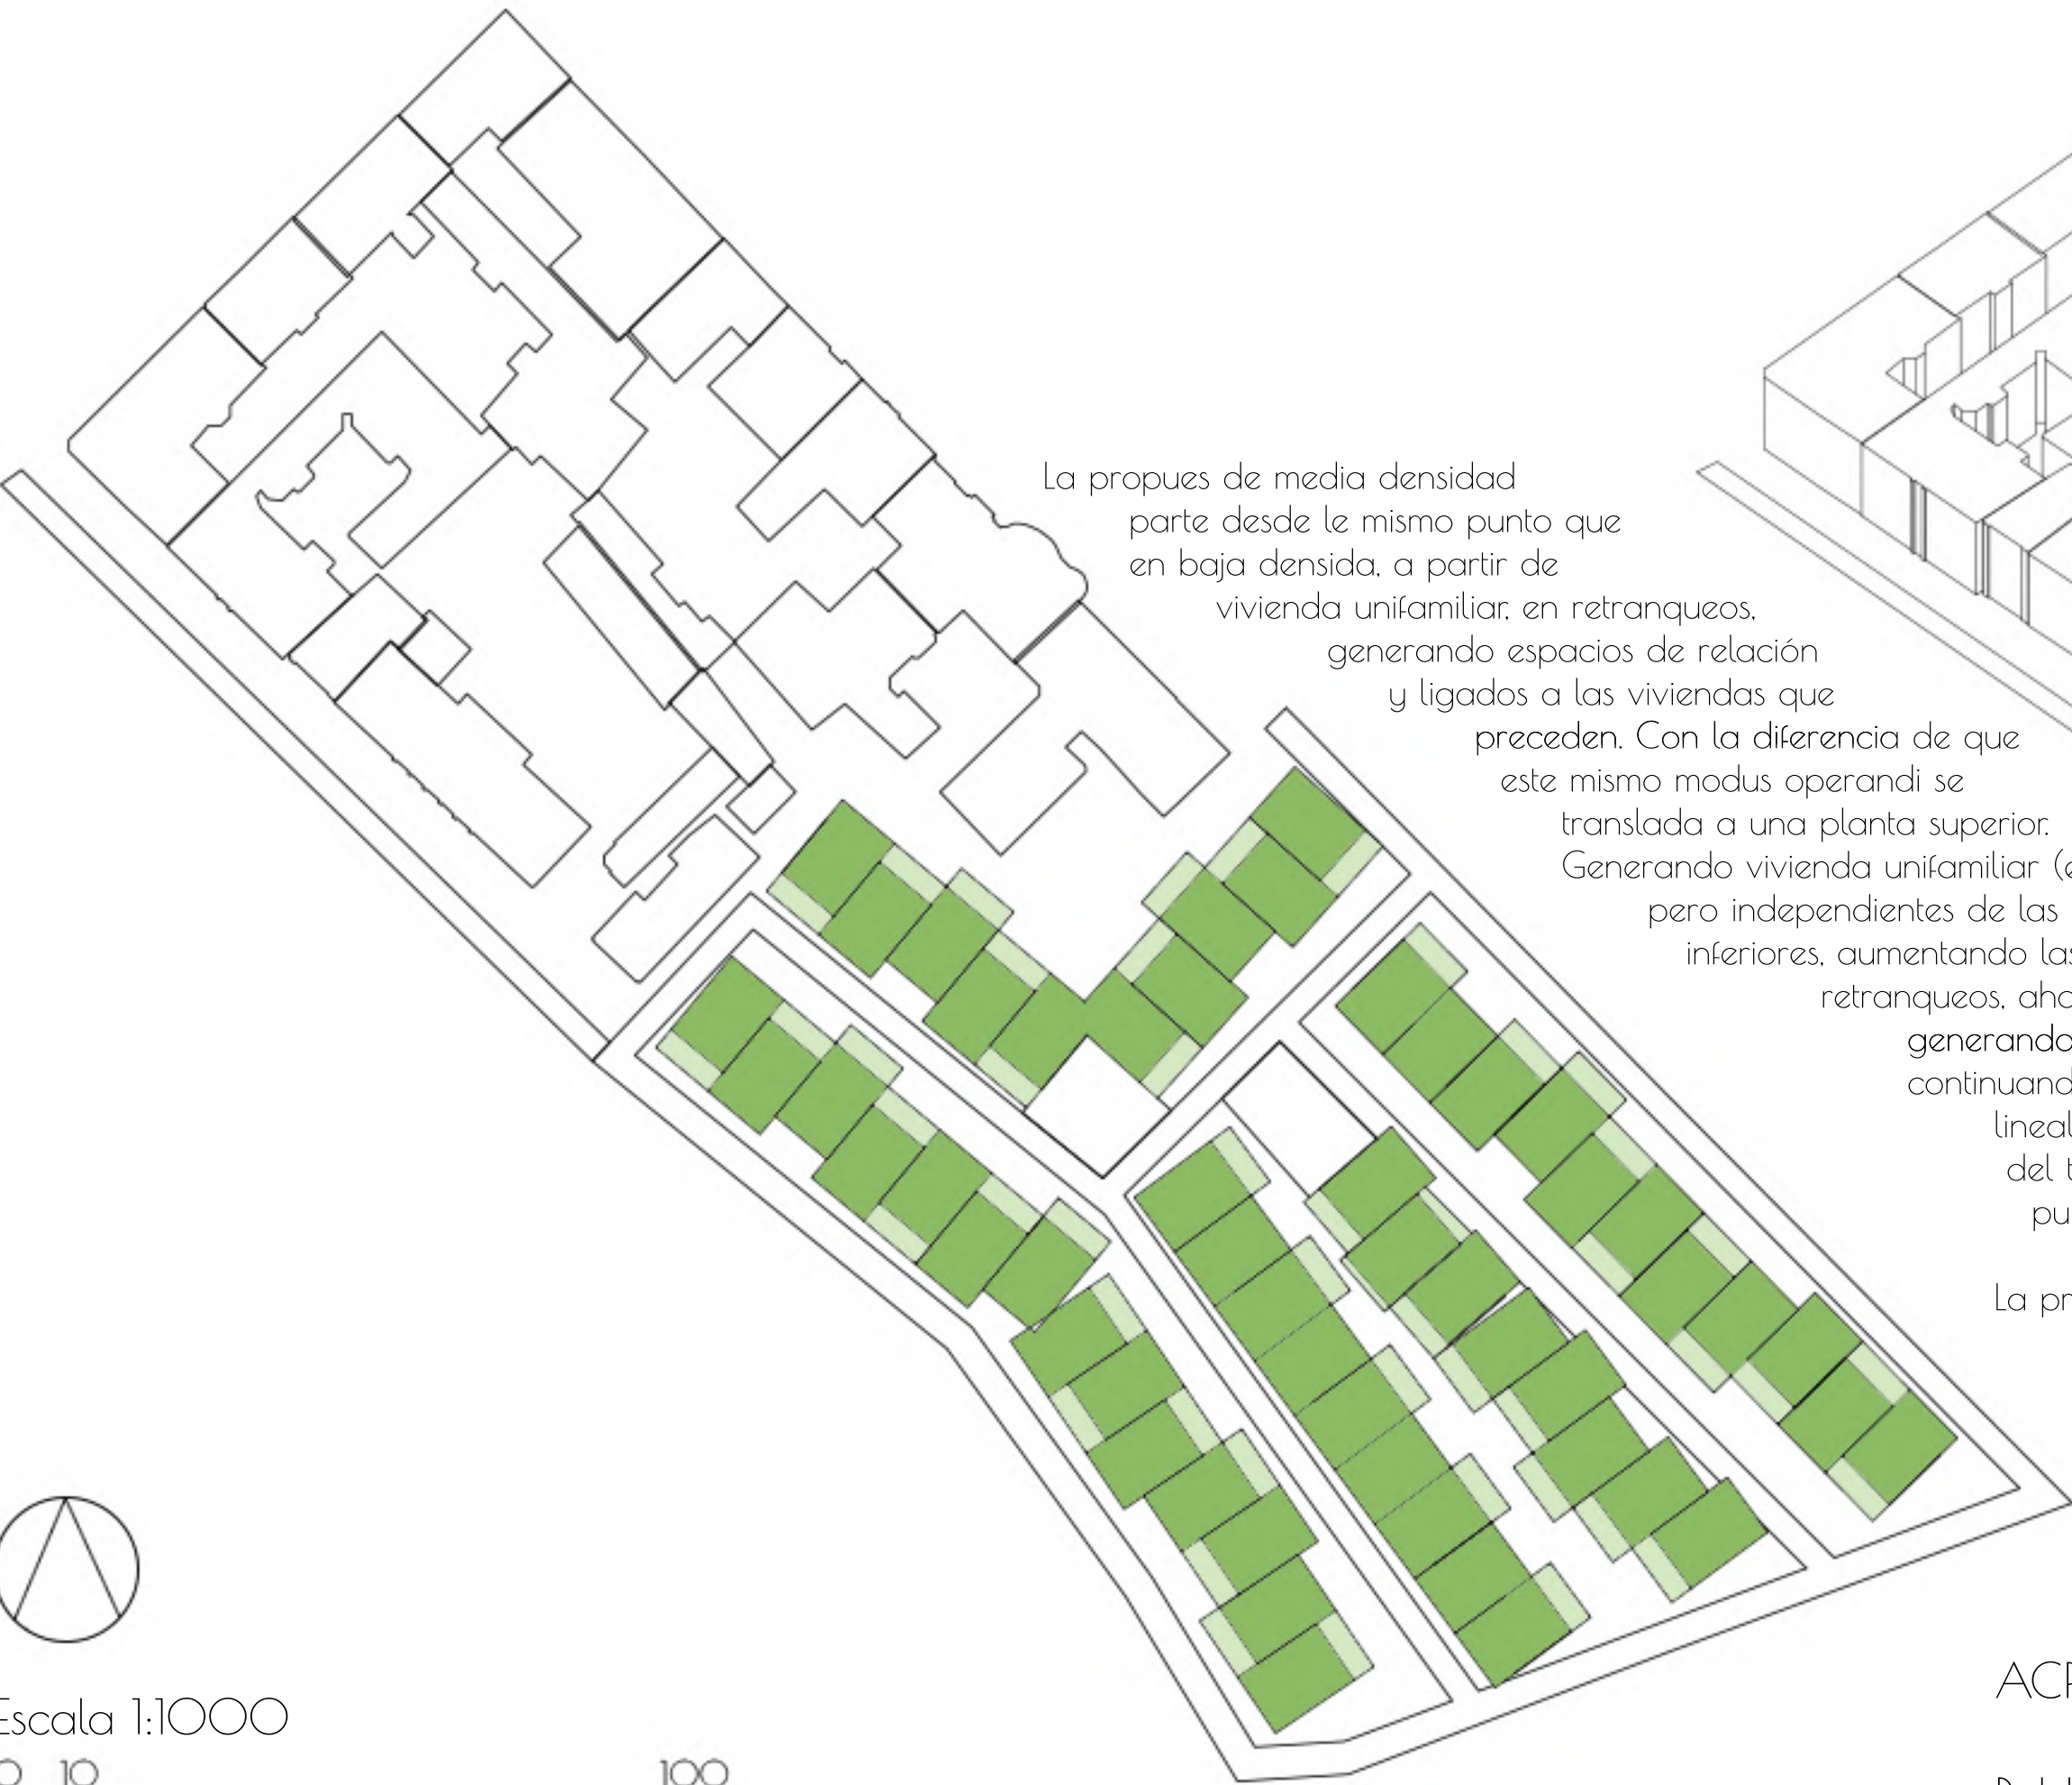 La propues de media densidad
parte desde le mismo punto que
en baja densida, a partir de
vivienda unifamiliar, en retranqueos,
generando espacios de relación
y ligados a las viviendas que
preceden. Con la diferencia de que
este mismo modus operandi se
translada a una planta superior.
Generando vivienda unifamiliar (e
pero independientes de las
inferiores, aumentando las
retranqueos, aho
generando
continuand
lineal
del t
pu
La pr
Escala 1:1000
0 10 100